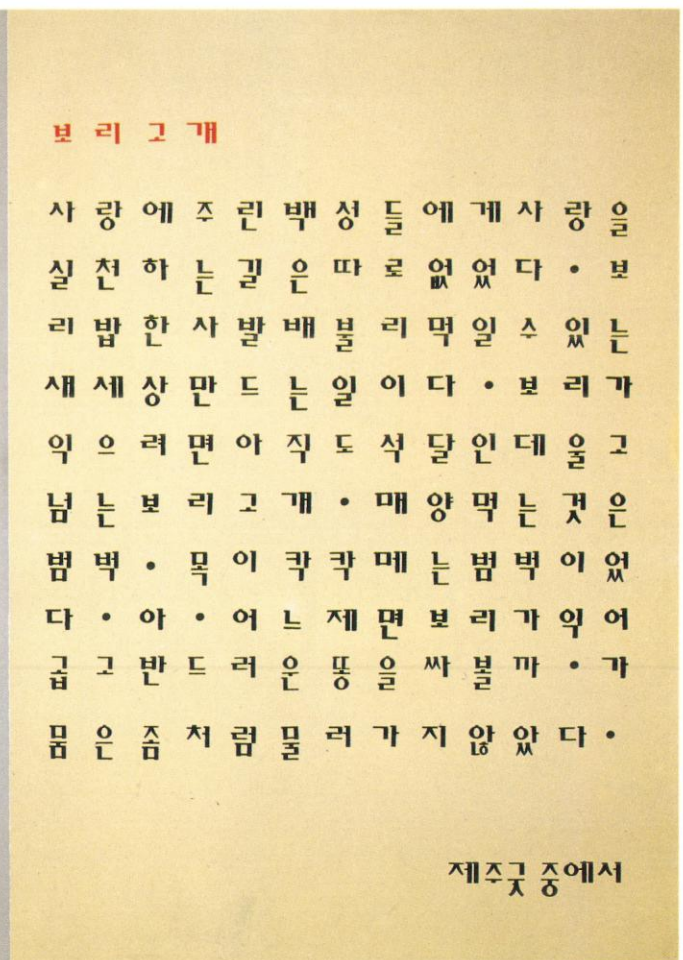 보리고개
사랑에주린백성들에게사랑을
실천하는길은따로없었다·보
리밥한사발배불리먹일수있는
새세상만드는일이다·보리가
익으려면아직도석달인데울고
넘는보리고개·매양먹는것은
범벅·목이칵칵메는범벅이었
다·아·어느제면보리가익어
굽고반드러운똥을싸볼까·가
뭄은좀처럼물러가지않았다·
제주굿 중에서